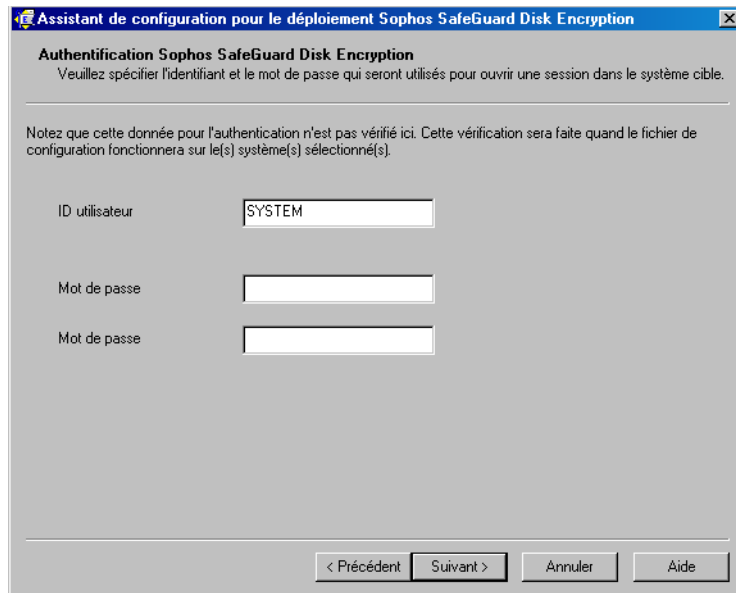 Assistant de configuration pour le déploiement Sophos SafeGuard Disk Encryption
Authentification Sophos SafeGuard Disk Encryption
Veuillez spécifier l'identifiant et le mot de passe qui seront utilisés pour ouvrir une session dans le système cible.
Notez que cette donnée pour l'authentification n'est pas vérifié ici. Cette vérification sera faite quand le fichier de
configuration fonctionnera sur le(s) système(s) sélectionné(s).
ID utilisateur SYSTEM
Mot de passe
Mot de passe
< Précédent Suivant > Annuler Aide